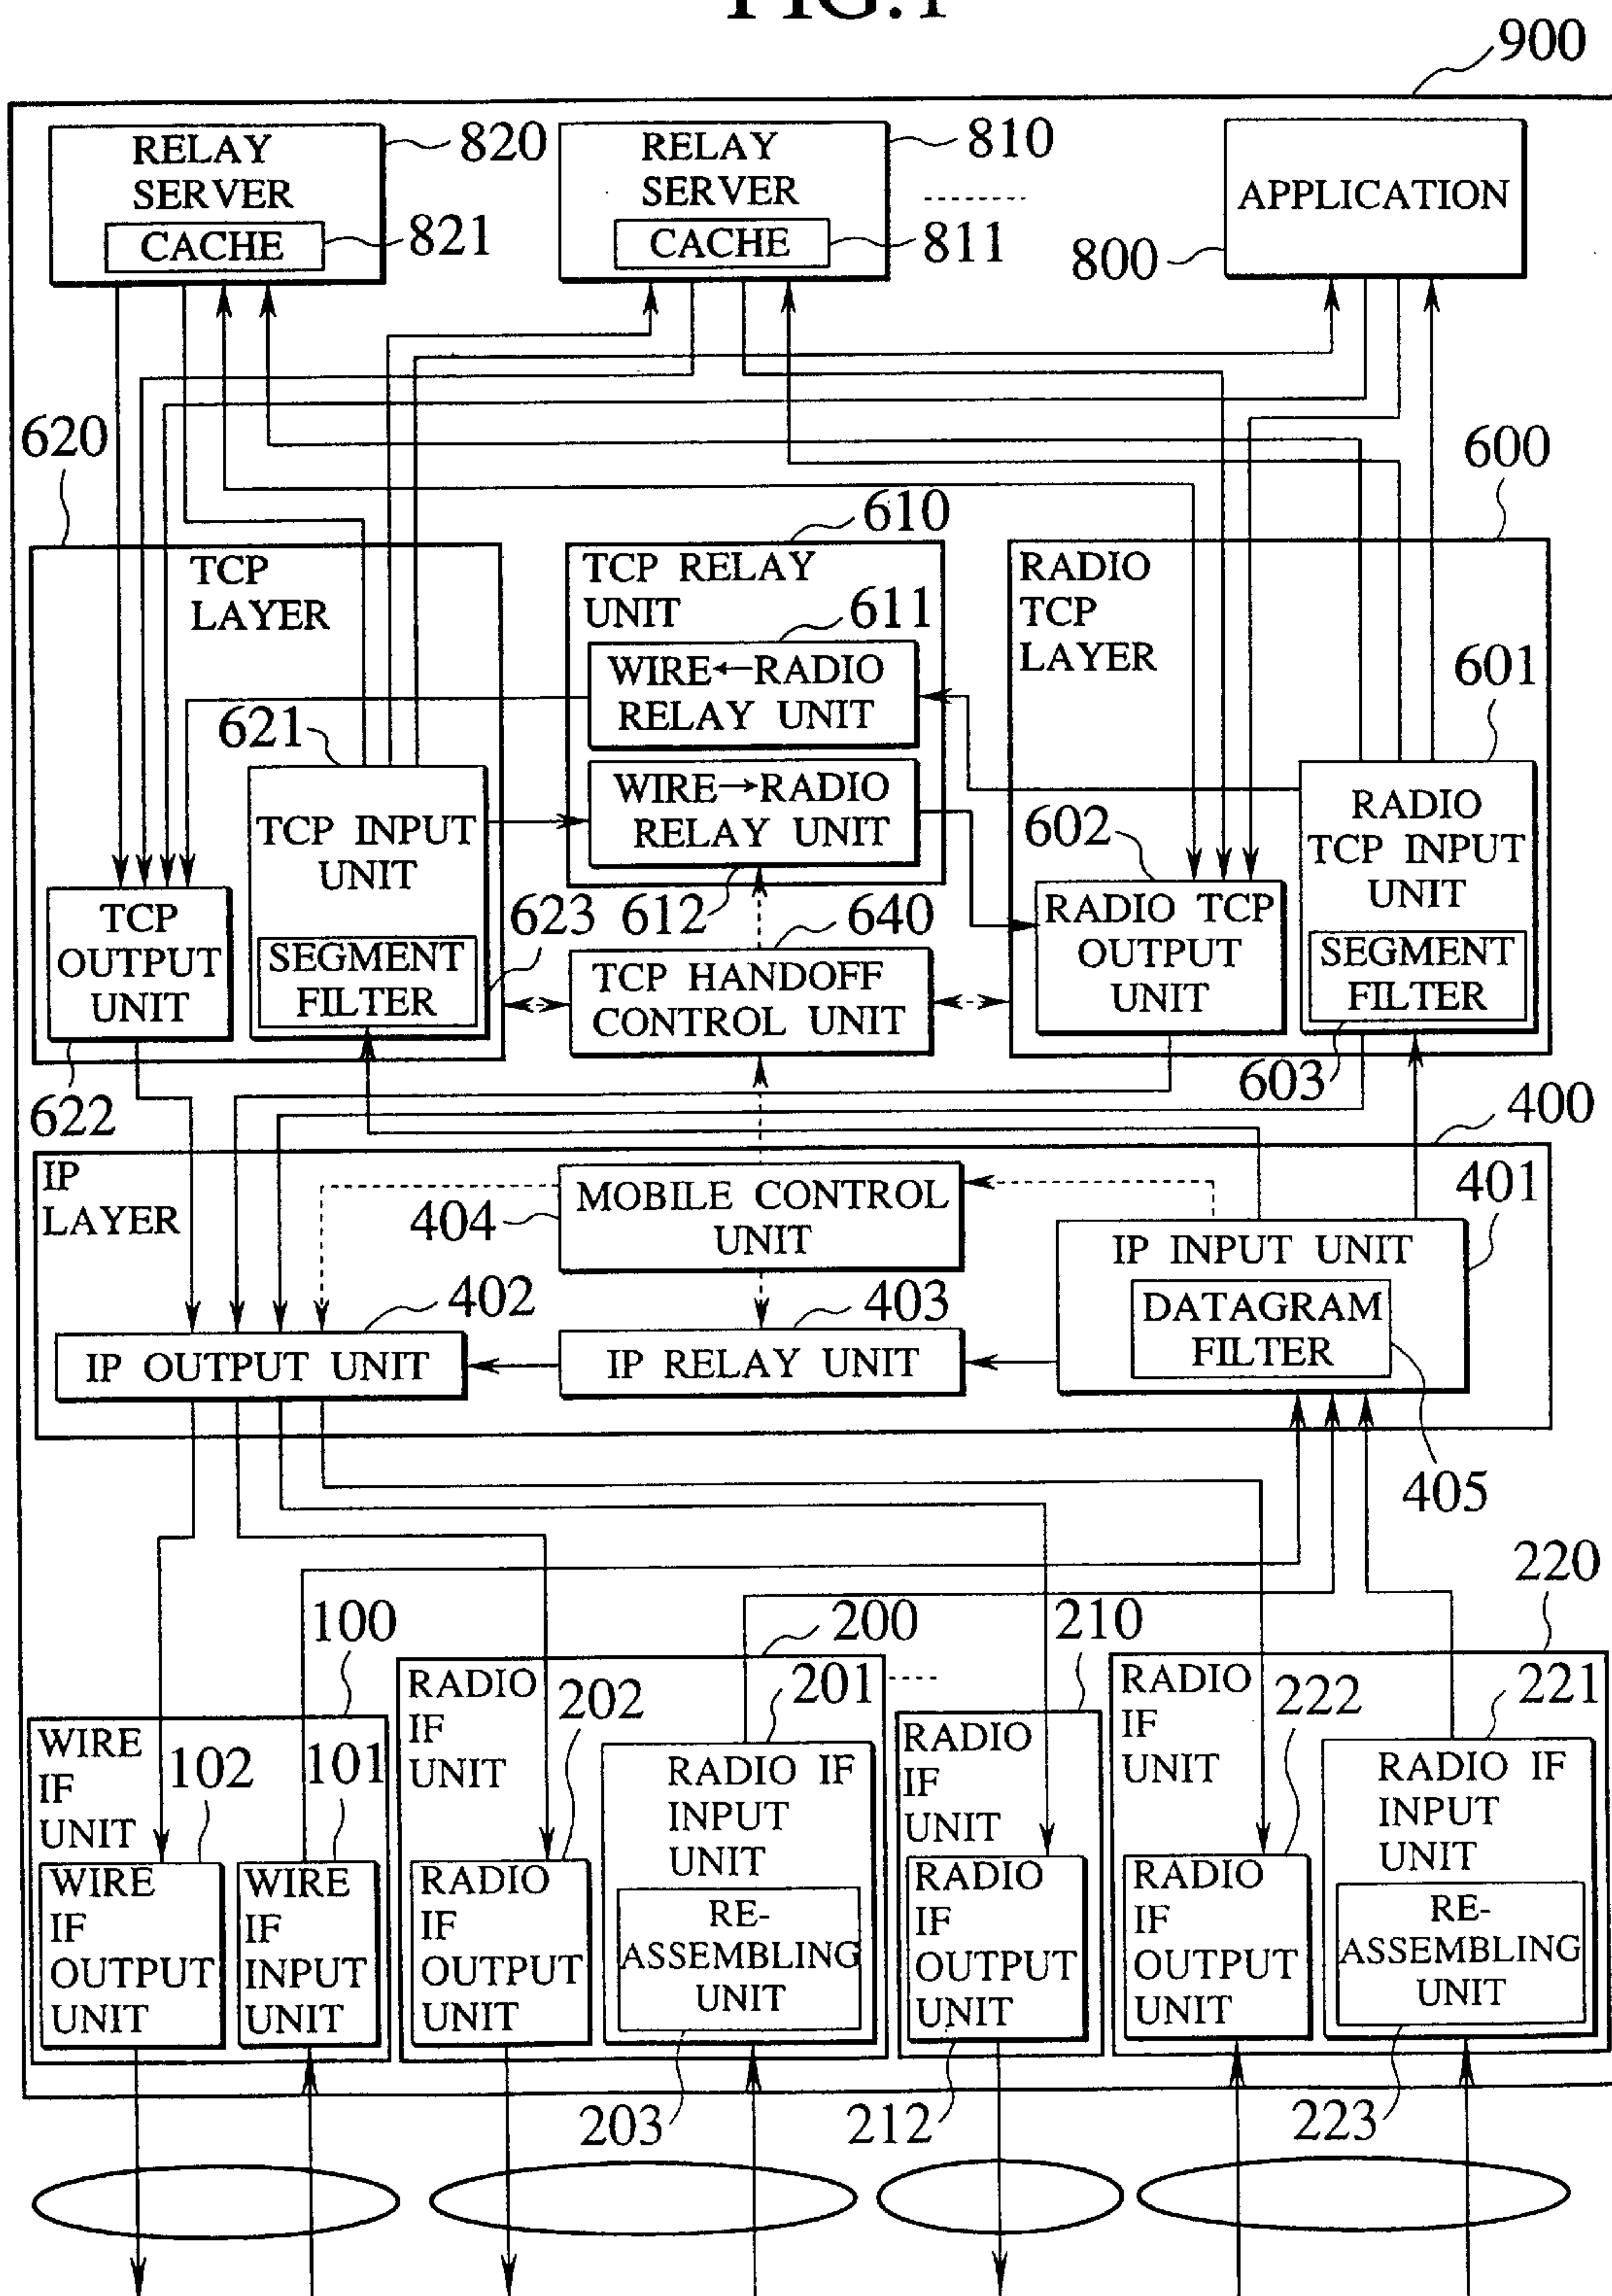 FIG.1
900
RELAY
SERVER
CACHE
820
821
RELAY
SERVER
CACHE
810
811
APPLICATION
800
620
600
610
TCP
LAYER
TCP RELAY
UNIT
611
WIRE←RADIO
RELAY UNIT
WIRE→RADIO
RELAY UNIT
612
RADIO
TCP
LAYER
601
621
TCP INPUT
UNIT
SEGMENT
FILTER
623
TCP
OUTPUT
UNIT
622
640
TCP HANDOFF
CONTROL UNIT
602
RADIO TCP
OUTPUT
UNIT
RADIO
TCP INPUT
UNIT
SEGMENT
FILTER
603
400
IP
LAYER
404
MOBILE CONTROL
UNIT
401
IP INPUT UNIT
DATAGRAM
FILTER
405
402
IP OUTPUT UNIT
403
IP RELAY UNIT
100
WIRE
IF
UNIT
102
101
WIRE
IF
OUTPUT
UNIT
WIRE
IF
INPUT
UNIT
200
RADIO
IF
UNIT
202
201
RADIO
IF
OUTPUT
UNIT
RADIO IF
INPUT
UNIT
RE-
ASSEMBLING
UNIT
203
210
RADIO
IF
UNIT
RADIO
IF
OUTPUT
UNIT
212
220
RADIO
IF
UNIT
222
221
RADIO
IF
OUTPUT
UNIT
RADIO IF
INPUT
UNIT
RE-
ASSEMBLING
UNIT
223